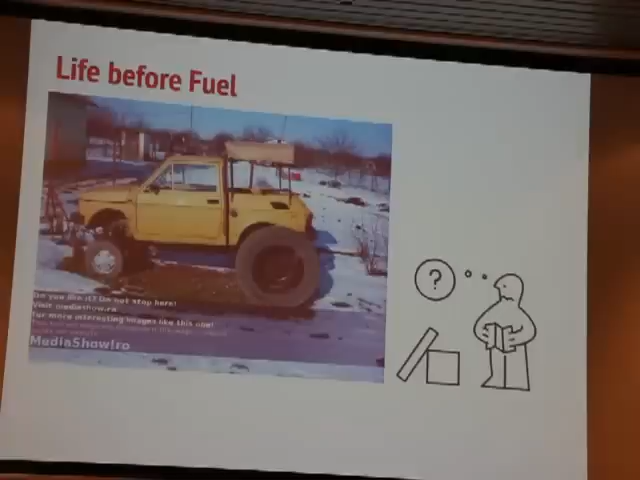 Life before Fuel
Do you like it? Do not stop here!
Visit mediashow.ro
for more interesting images like this one!
MediaShow!ro
?